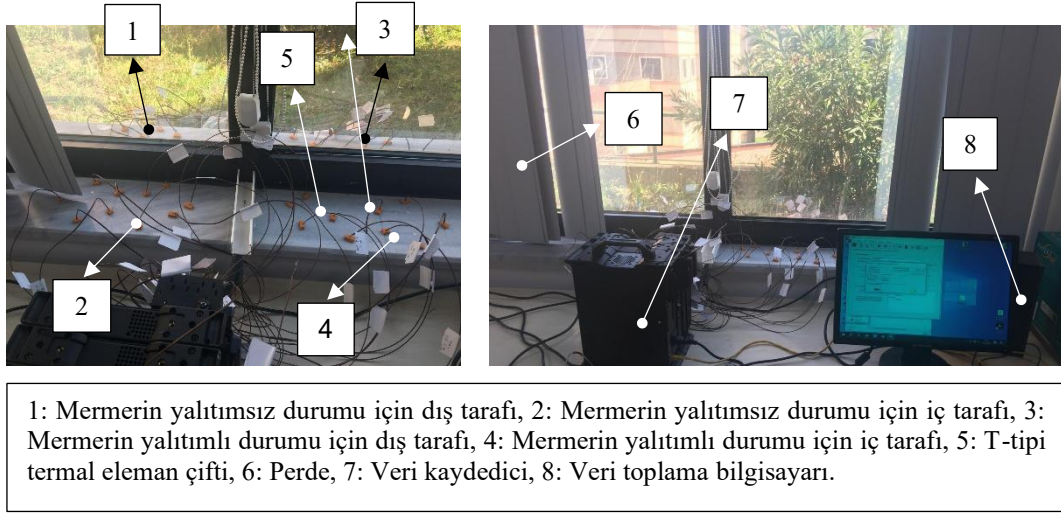 1
5
3
2
4
6
7
8
1: Mermerin yalıtımsız durumu için dış tarafı, 2: Mermerin yalıtımsız durumu için iç tarafı, 3:
Mermerin yalıtımlı durumu için dış tarafı, 4: Mermerin yalıtımlı durumu için iç tarafı, 5: T-tipi
termal eleman çifti, 6: Perde, 7: Veri kaydedici, 8: Veri toplama bilgisayarı.